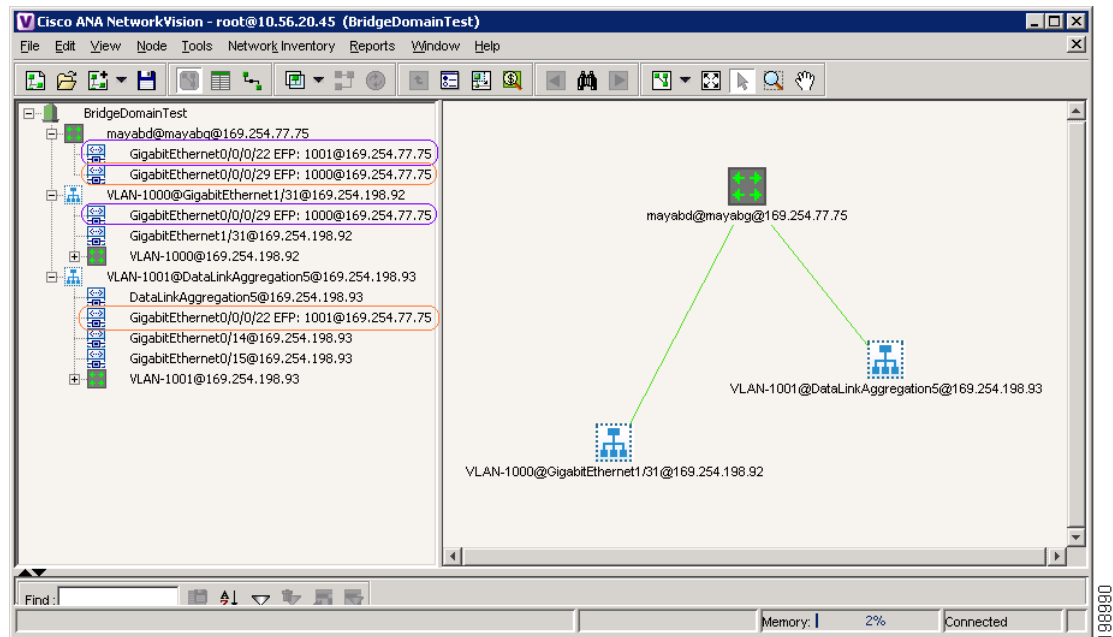 Cisco ANA NetworkVision - root@10.56.20.45 (BridgeDomainTest)
File Edit View Node Tools Network Inventory Reports Window Help
BridgeDomainTest
mayabd@mayabg@169.254.77.75
GigabitEthernet0/0/0/22 EFP: 1001@169.254.77.75
GigabitEthernet0/0/0/29 EFP: 1000@169.254.77.75
VLAN-1000@GigabitEthernet1/31@169.254.198.92
GigabitEthernet0/0/0/29 EFP: 1000@169.254.77.75
GigabitEthernet1/31@169.254.198.92
VLAN-1000@169.254.198.92
VLAN-1001@DataLinkAggregation5@169.254.198.93
DataLinkAggregation5@169.254.198.93
GigabitEthernet0/0/0/22 EFP: 1001@169.254.77.75
GigabitEthernet0/14@169.254.198.93
GigabitEthernet0/15@169.254.198.93
VLAN-1001@169.254.198.93
mayabd@mayabg@169.254.77.75
VLAN-1001@DataLinkAggregation5@169.254.198.93
VLAN-1000@GigabitEthernet1/31@169.254.198.92
Find :
Memory: 2% Connected